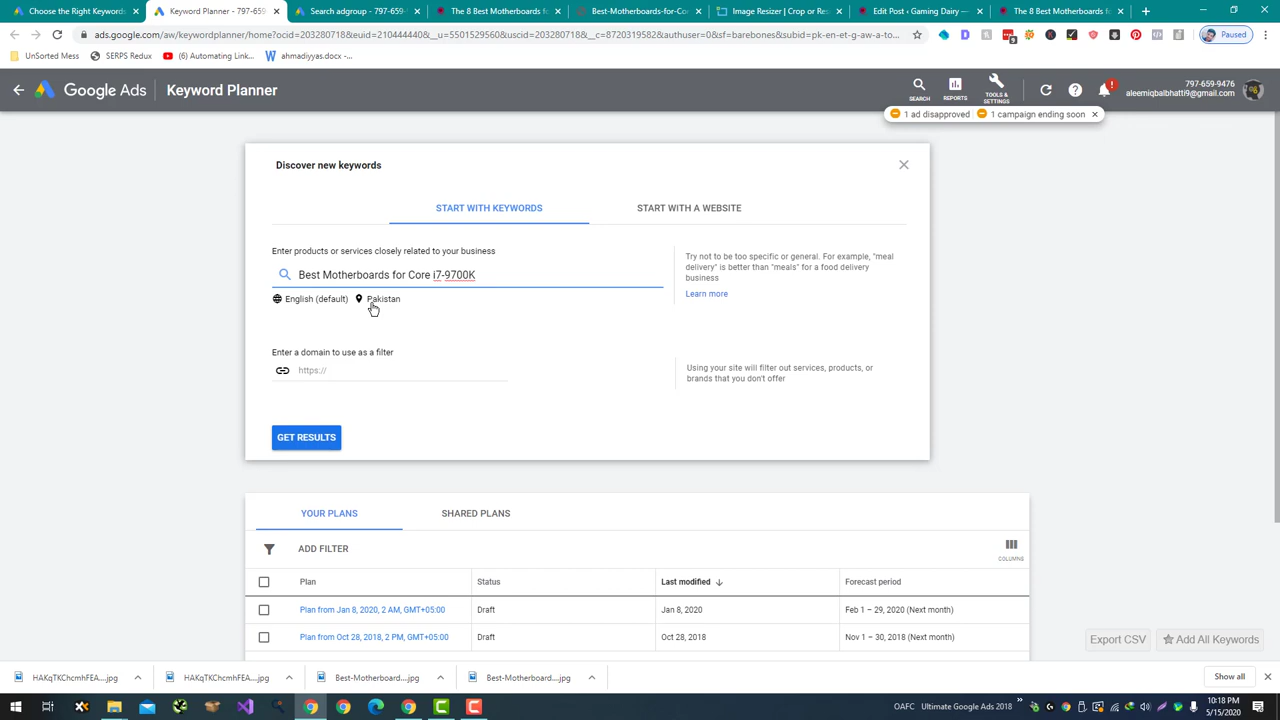 Choose the Right Keywords
Keyword Planner - 797-659
Search adgroup - 797-659-
The 8 Best Motherboards for
Best-Motherboards-for-Cor
Image Resizer | Crop or Res
Edit Post ‹ Gaming Dairy —
The 8 Best Motherboards fo
ads.google.com/aw/keywordplanner/home?ocid=203280718&euid=2104444408&__u=5501529560&uscid=203280718&__c=8720319582&authuser=0&sf=barebones&subid=pk-en-et-g-aw-a-to...
Paused
UnSorted Mess
SERPS Redux
(6) Automating Link...
ahmadiyyas.docx -...
Google Ads
Keyword Planner
SEARCH
REPORTS
TOOLS &
SETTINGS
797-659-9476
aleemiqbalbhatti9@gmail.com
1 ad disapproved
1 campaign ending soon
Discover new keywords
START WITH KEYWORDS
START WITH A WEBSITE
Enter products or services closely related to your business
Best Motherboards for Core i7-9700K
English (default)
Pakistan
Try not to be too specific or general. For example, "meal
delivery" is better than "meals" for a food delivery
business
Learn more
Enter a domain to use as a filter
https://
Using your site will filter out services, products, or
brands that you don't offer
GET RESULTS
YOUR PLANS
SHARED PLANS
ADD FILTER
COLUMNS
Plan
Status
Last modified
Forecast period
Plan from Jan 8, 2020, 2 AM, GMT+05:00
Draft
Jan 8, 2020
Feb 1 – 29, 2020 (Next month)
Plan from Oct 28, 2018, 2 PM, GMT+05:00
Draft
Oct 28, 2018
Nov 1 – 30, 2018 (Next month)
Export CSV
Add All Keywords
HAKqTKChcmhFEA....jpg
HAKqTKChcmhFEA....jpg
Best-Motherboard....jpg
Best-Motherboard....jpg
Show all
OAFC
Ultimate Google Ads 2018
10:18 PM
5/15/2020